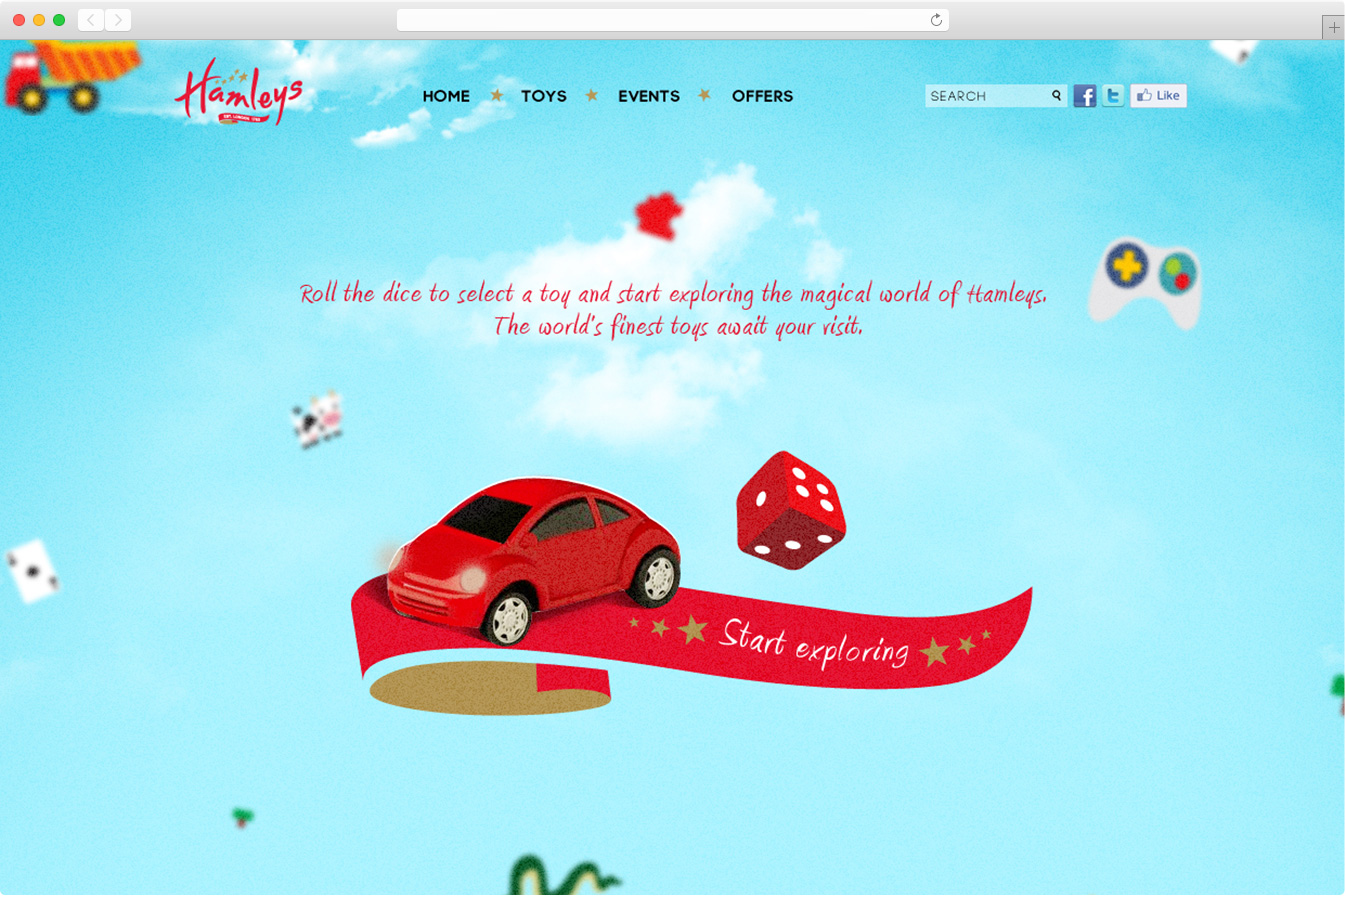 Hamleys
EST. LONDON 1760
HOME
TOYS
EVENTS
OFFERS
SEARCH
Like
Roll the dice to select a toy and start exploring the magical world of Hamleys.
The world's finest toys await your visit.
Start exploring